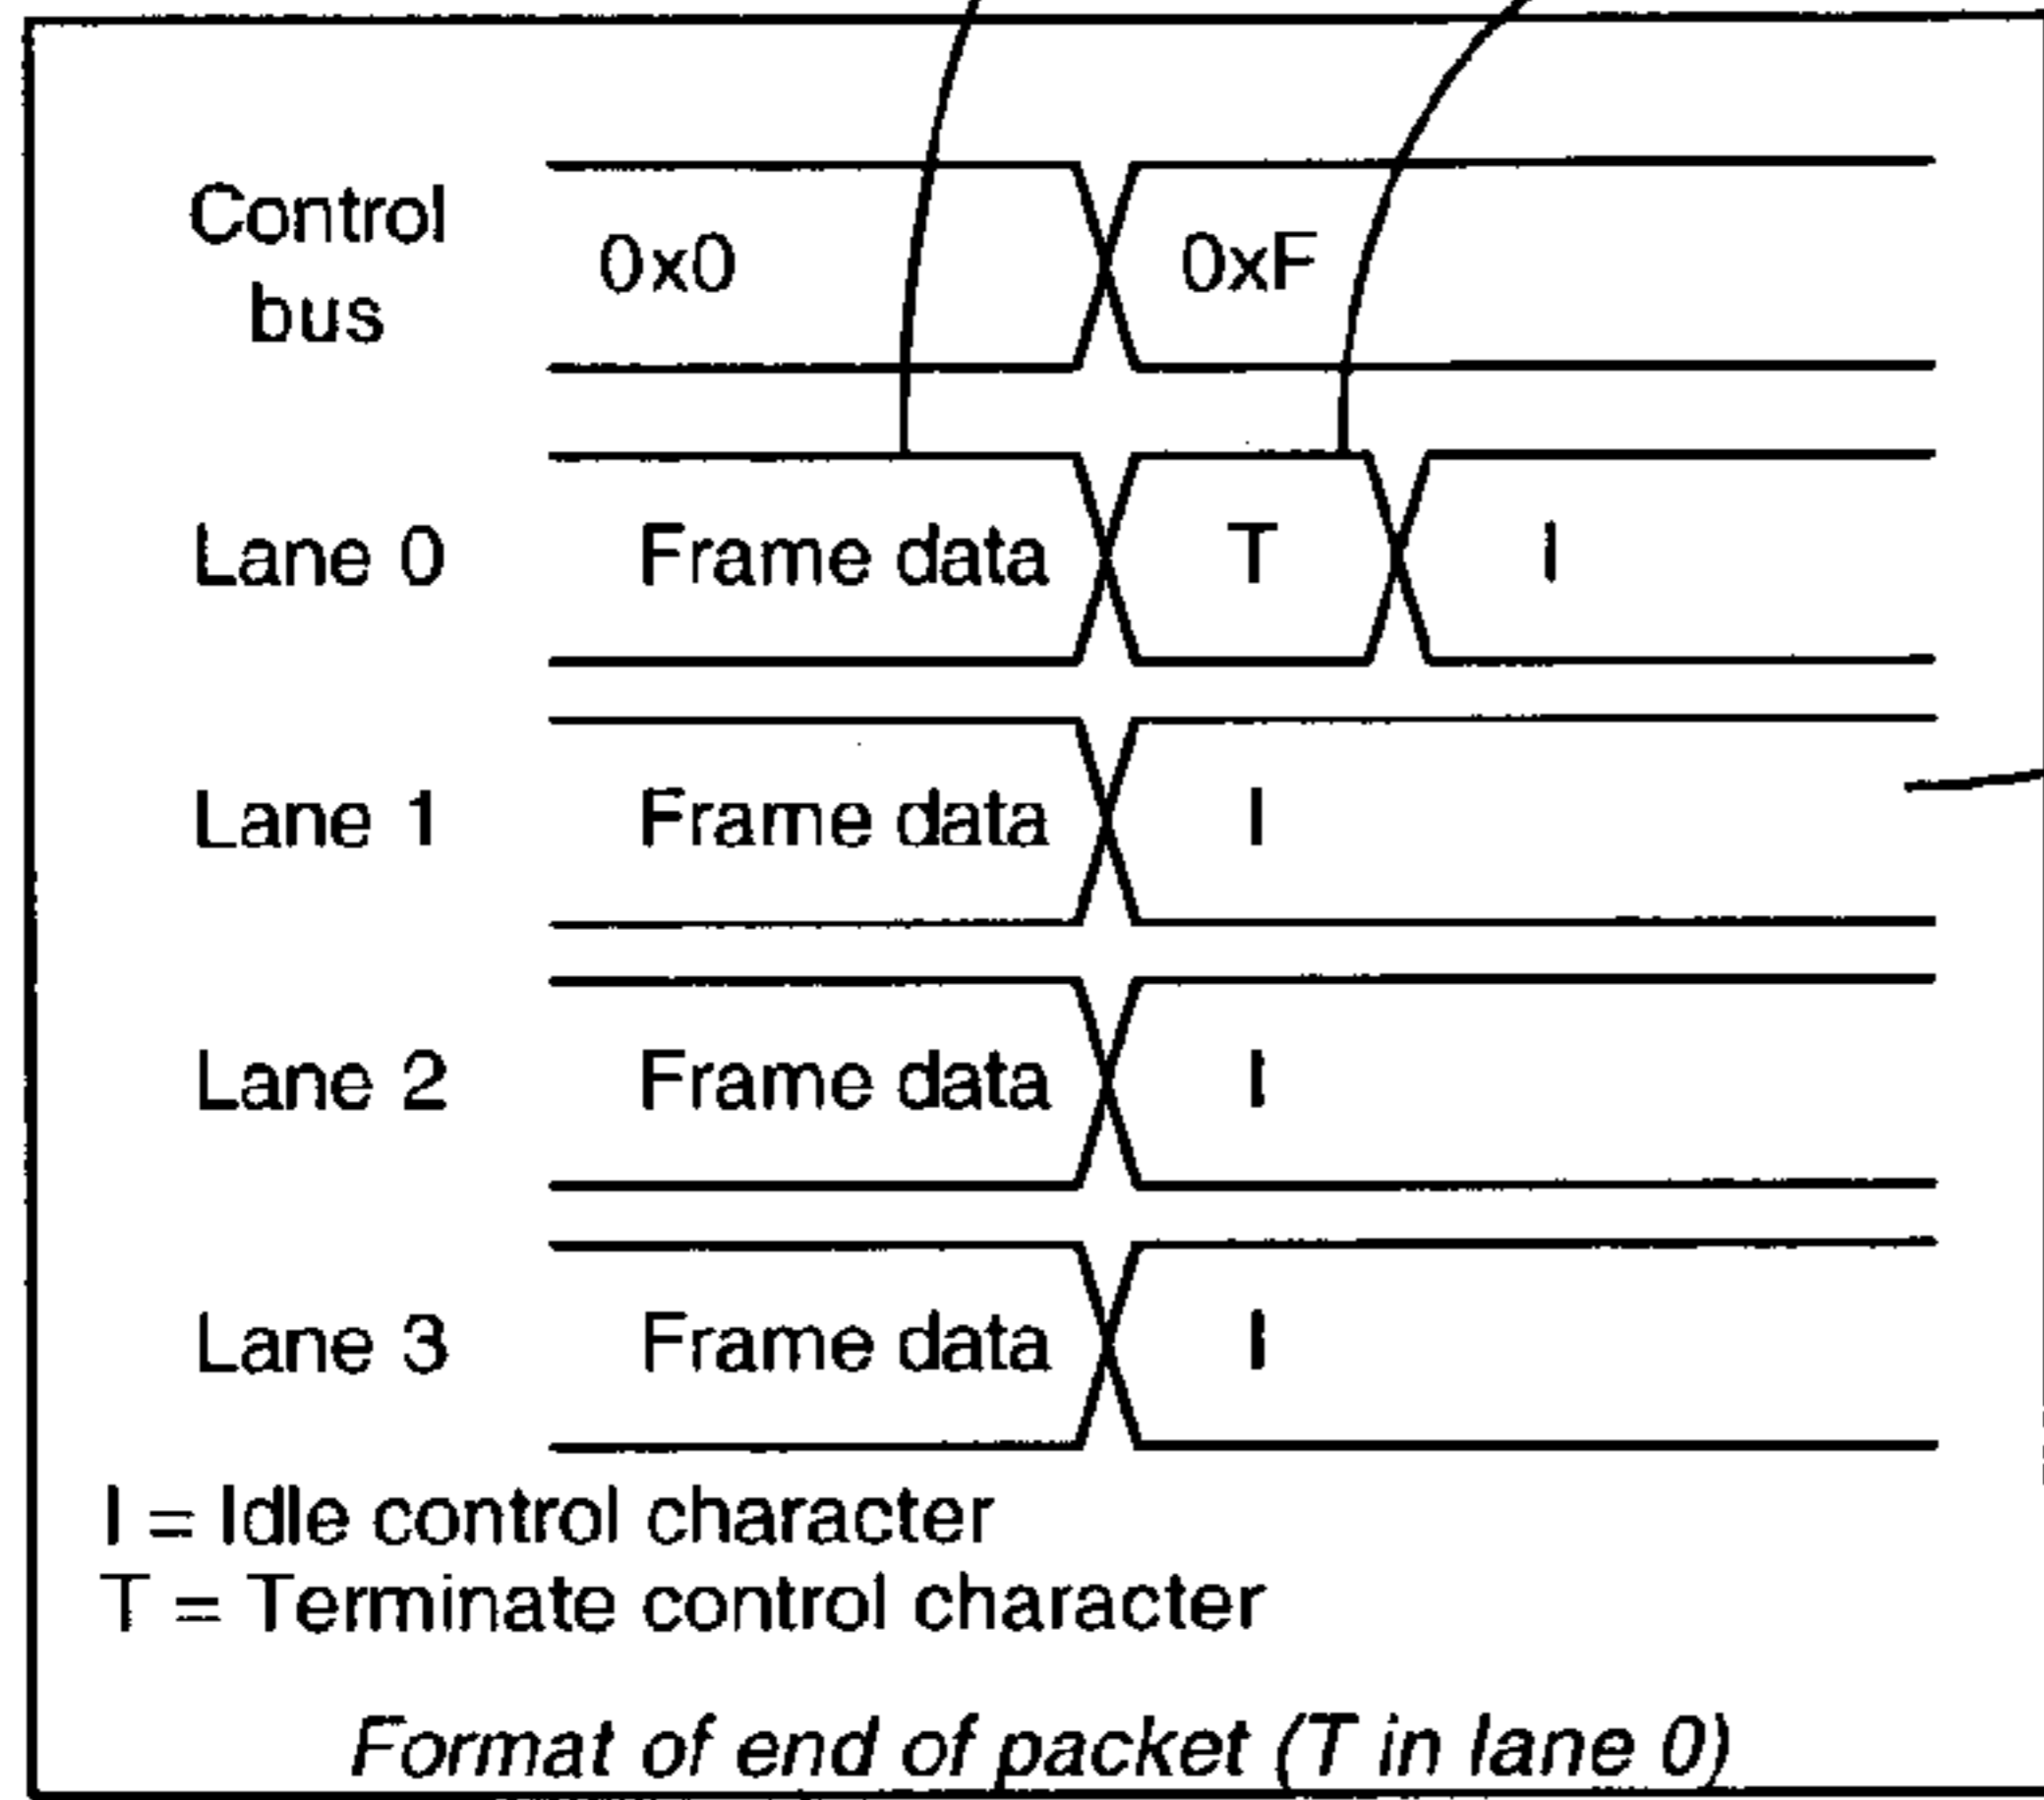 Control
bus
0x0 0xF
Lane 0 Frame data T I
Lane 1 Frame data I
Lane 2 Frame data I
Lane 3 Frame data I
I = Idle control character
T = Terminate control character
Format of end of packet (T in lane 0)